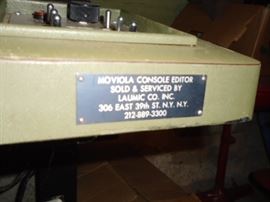 MOVIOLA CONSOLE EDITOR
SOLD & SERVICED BY
LAUMIC CO. INC.
306 EAST 39th ST. N.Y. N.Y.
212-889-3300